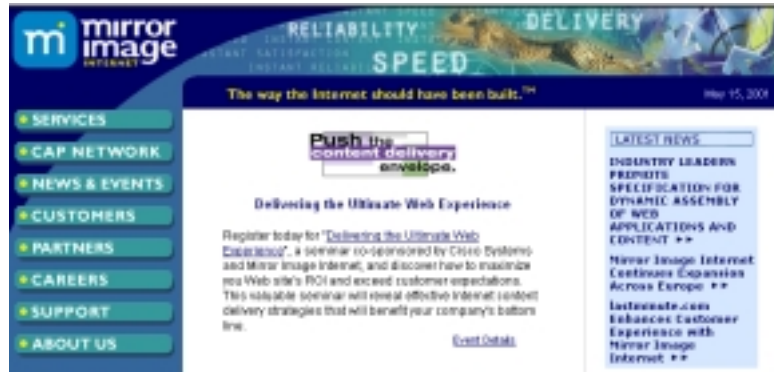 mirror
image
INTERNET
RELIABILITY
DELIVERY
SPEED
INSTANT SATISFACTION
The way the Internet should have been built.™
May 15, 2001
SERVICES
CAP NETWORK
NEWS & EVENTS
CUSTOMERS
PARTNERS
CAREERS
SUPPORT
ABOUT US
Push the
content delivery
envelope.
Delivering the Ultimate Web Experience
Register today for "Delivering the Ultimate Web
Experience", a seminar co-sponsored by Cisco Systems
and Mirror Image Internet, and discover how to maximize
you Web site's ROI and exceed customer expectations.
This valuable seminar will reveal effective Internet content
delivery strategies that will benefit your company's bottom
line.
Event Details
LATEST NEWS
INDUSTRY LEADERS
PROMOTE
SPECIFICATION FOR
DYNAMIC ASSEMBLY
OF WEB
APPLICATIONS AND
CONTENT
Mirror Image Internet
Continues Expansion
Across Europe
lastminute.com
Enhances Customer
Experience with
Mirror Image
Internet